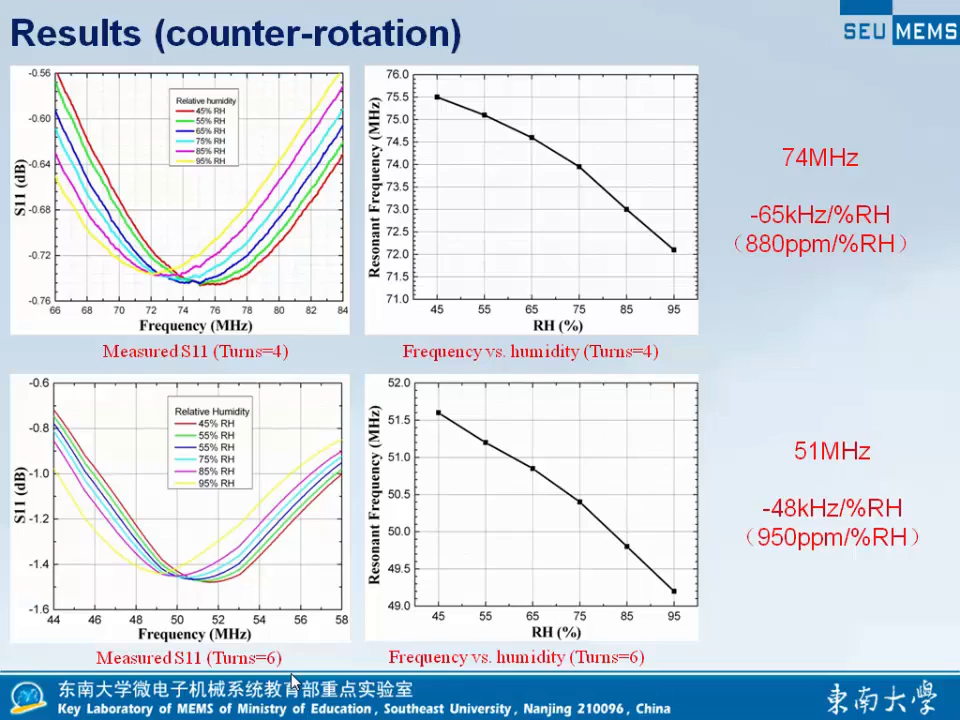 Results (counter-rotation)
SEU MEMS
-0.56
-0.60
-0.64
-0.68
-0.72
-0.76
S11 (dB)
Relative humidity
45% RH
55% RH
65% RH
75% RH
85% RH
95% RH
66 68 70 72 74 76 78 80 82 84
Frequency (MHz)
Measured S11 (Turns=4)
76.0
75.5
75.0
74.5
74.0
73.5
73.0
72.5
72.0
71.5
71.0
Resonant Frequency (MHz)
45 55 65 75 85 95
RH (%)
Frequency vs. humidity (Turns=4)
74MHz
-65kHz/%RH
（880ppm/%RH）
-0.6
-0.8
-1.0
-1.2
-1.4
-1.6
S11 (dB)
Relative Humidity
45% RH
55% RH
55% RH
75% RH
85% RH
95% RH
44 46 48 50 52 54 56 58
Frequency (MHz)
Measured S11 (Turns=6)
52.0
51.5
51.0
50.5
50.0
49.5
49.0
Resonant Frequency (MHz)
45 55 65 75 85 95
RH (%)
Frequency vs. humidity (Turns=6)
51MHz
-48kHz/%RH
（950ppm/%RH）
东南大学微电子机械系统教育部重点实验室
Key Laboratory of MEMS of Ministry of Education, Southeast University, Nanjing 210096, China
東南大學